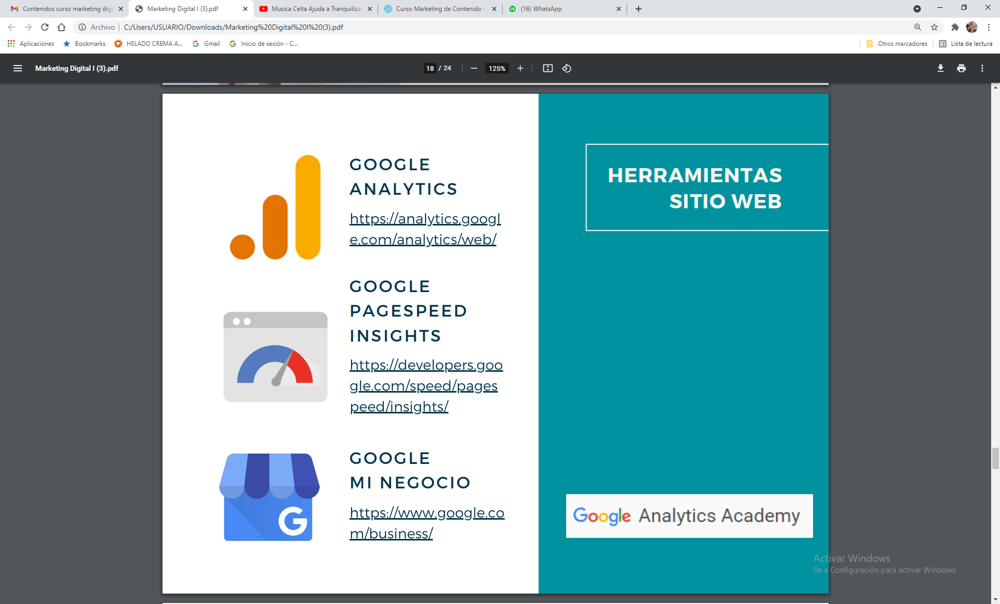 Contenidos curso marketing digi
Marketing Digital I (3).pdf
Musica Celta Ajuda a Tranquilizar
Curso Marketing de Contenido -
16
(16) WhatsApp
Archivo
C:/Users/USUARIO/Downloads/Marketing%20Digital%20I%20(3).pdf
Aplicaciones
Bookmarks
HELADO CREMA A...
Gmail
Inicio de sesión - C...
Otros marcadores
Lista de lectura
Marketing Digital I (3).pdf
18 / 24
125%
GOOGLE
ANALYTICS
https://analytics.googl
e.com/analytics/web/
GOOGLE
PAGESPEED
INSIGHTS
https://developers.goo
gle.com/speed/pages
peed/insights/
GOOGLE
MI NEGOCIO
https://www.google.co
m/business/
G
HERRAMIENTAS
SITIO WEB
Google Analytics Academy
Activar Windows
Ve a Configuración para activar Windows.